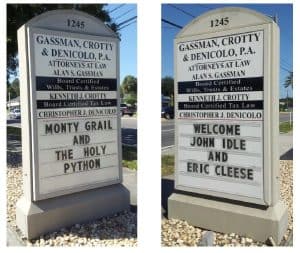 1245
GASSMAN, CROTTY
& DENICOLO, P.A.
ATTORNEYS AT LAW
ALAN S. GASSMAN
Board Certified
Wills, Trusts & Estates
KENNETH J. CROTTY
Board Certified Tax Law
CHRISTOPHER J. DENICOLO
MONTY GRAIL
AND
THE HOLY
PYTHON
1245
GASSMAN, CROTTY
& DENICOLO, P.A.
ATTORNEYS AT LAW
ALAN S. GASSMAN
Board Certified
Wills, Trusts & Estates
KENNETH J. CROTTY
Board Certified Tax Law
CHRISTOPHER J. DENICOLO
WELCOME
JOHN IDLE
AND
ERIC CLEESE